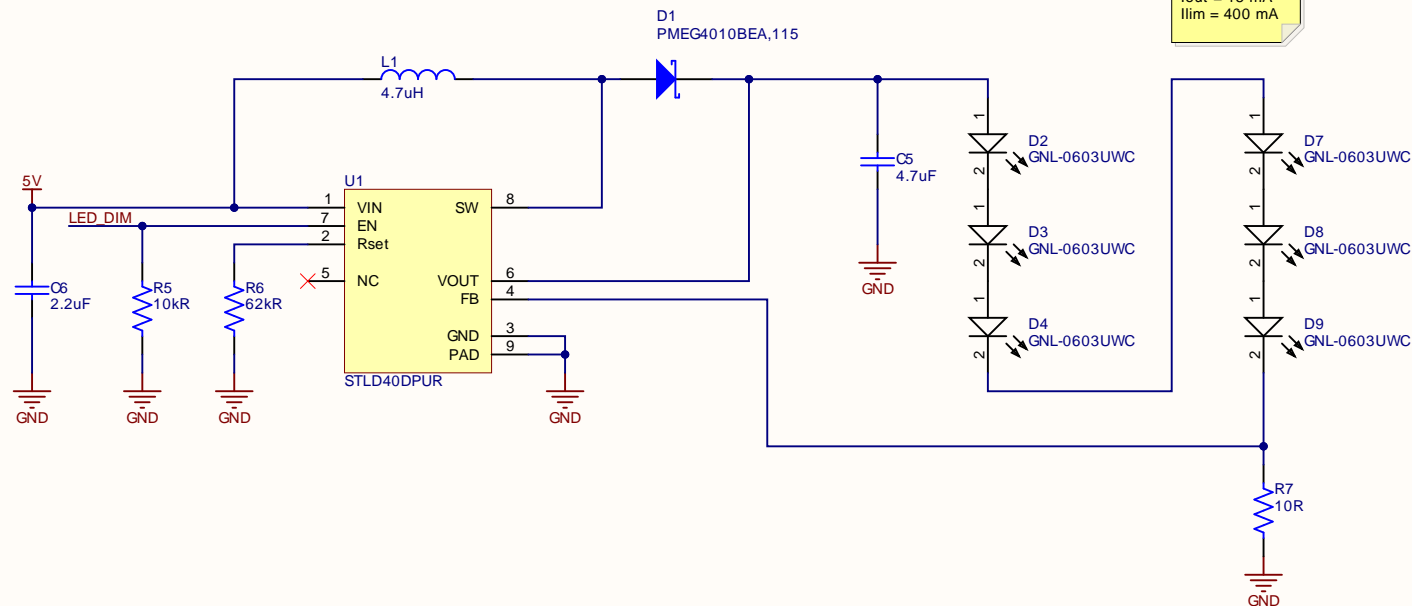 Ilim = 400 mA
D1
PMEG4010BEA,115
L1
4.7uH
C5
4.7uF
1
2
D2
GNL-0603UWC
1
2
D7
GNL-0603UWC
5V
LED_DIM
U1
1 VIN
7 EN
2 Rset
5 NC
SW 8
VOUT 6
FB 4
GND 3
PAD 9
STLD40DPUR
1
2
D3
GNL-0603UWC
1
2
D8
GNL-0603UWC
C6
2.2uF
R5
10kR
R6
62kR
GND
1
2
D4
GNL-0603UWC
1
2
D9
GNL-0603UWC
GND
GND
GND
GND
R7
10R
GND